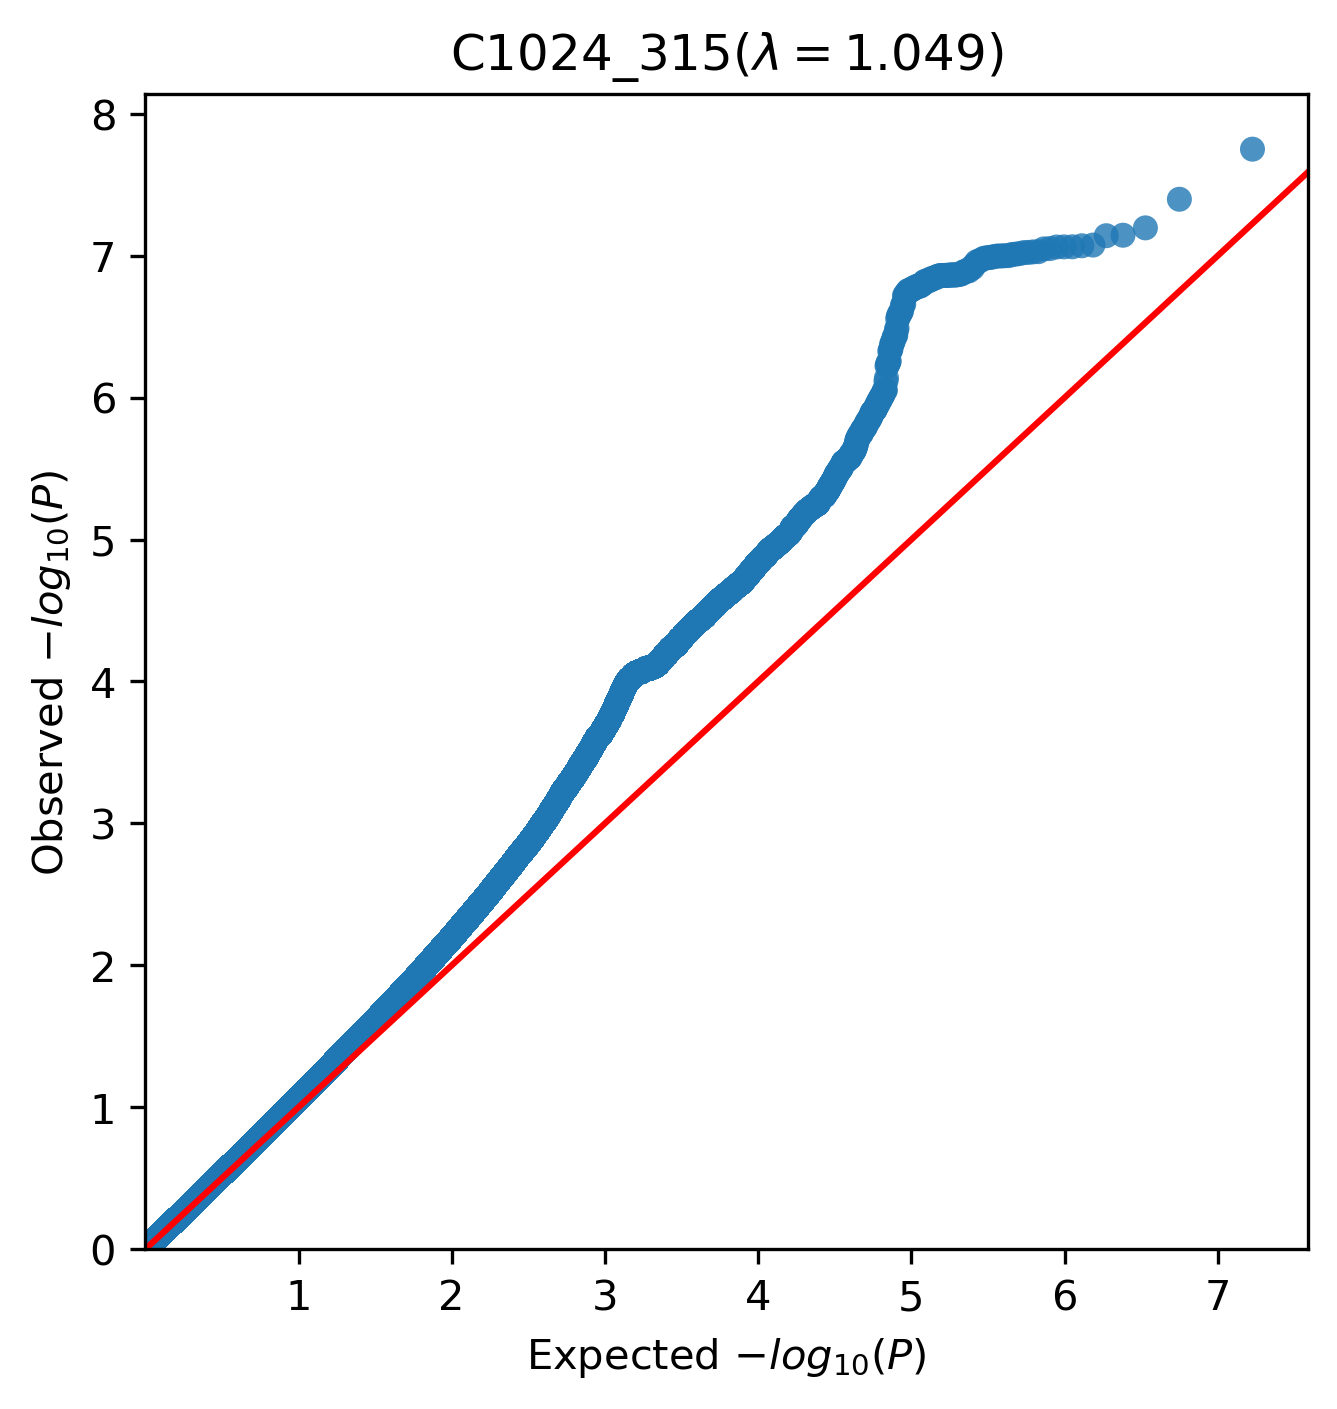 C1024_315(λ = 1.049)
8
7
6
5
4
3
2
1
0
Observed −log₁₀(P)
1 2 3 4 5 6 7
Expected −log₁₀(P)